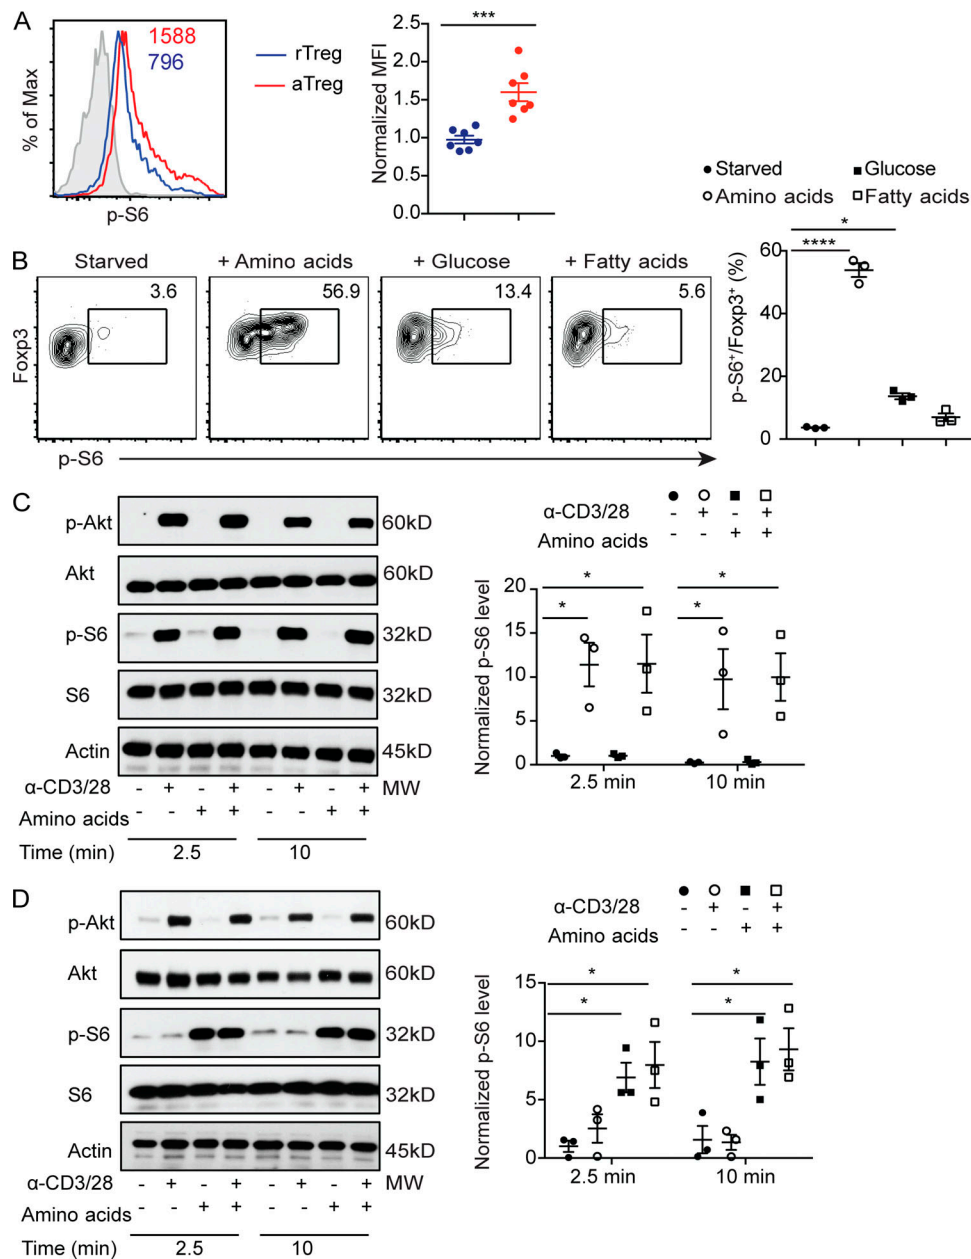 A
1588
796
% of Max
p-S6
rTreg
aTreg
***
Normalized MFI
2.5
2.0
1.5
1.0
0.5
0.0
Starved
Glucose
Amino acids
Fatty acids
B
Starved
+ Amino acids
+ Glucose
+ Fatty acids
3.6
56.9
13.4
5.6
Foxp3
p-S6
*
****
p-S6⁺/Foxp3⁺ (%)
60
40
20
0
C
p-Akt
60kD
Akt
60kD
p-S6
32kD
S6
32kD
Actin
45kD
α-CD3/28 - + - + - + - + MW
Amino acids - - + + - - + +
Time (min) 2.5 10
α-CD3/28 - + - +
Amino acids - - + +
Normalized p-S6 level
20
15
10
5
0
* *
* *
2.5 min 10 min
D
p-Akt
60kD
Akt
60kD
p-S6
32kD
S6
32kD
Actin
45kD
α-CD3/28 - + - + - + - + MW
Amino acids - - + + - - + +
Time (min) 2.5 10
α-CD3/28 - + - +
Amino acids - - + +
Normalized p-S6 level
15
10
5
0
* *
* *
2.5 min 10 min